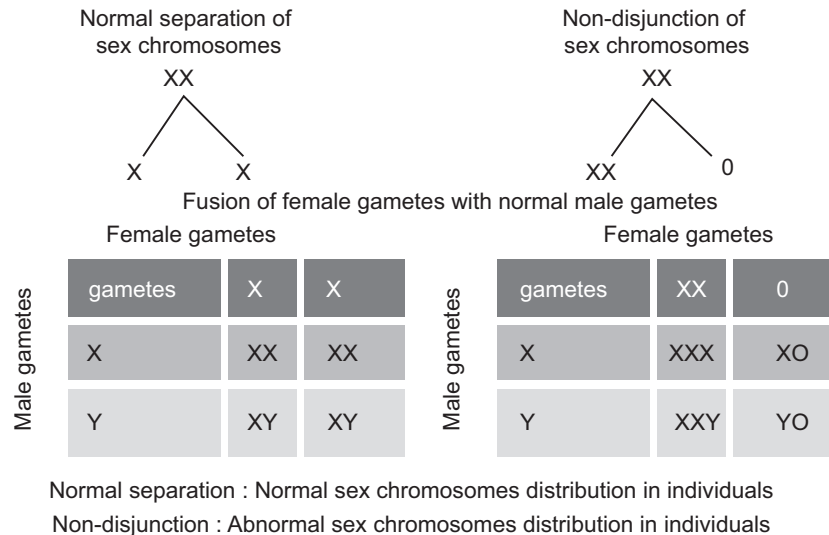 Normal separation of
sex chromosomes
XX
X X
Non-disjunction of
sex chromosomes
XX
XX 0
Fusion of female gametes with normal male gametes
Female gametes
Male gametes
gametes X X
X XX XX
Y XY XY
Female gametes
Male gametes
gametes XX 0
X XXX XO
Y XXY YO
Normal separation : Normal sex chromosomes distribution in individuals
Non-disjunction : Abnormal sex chromosomes distribution in individuals